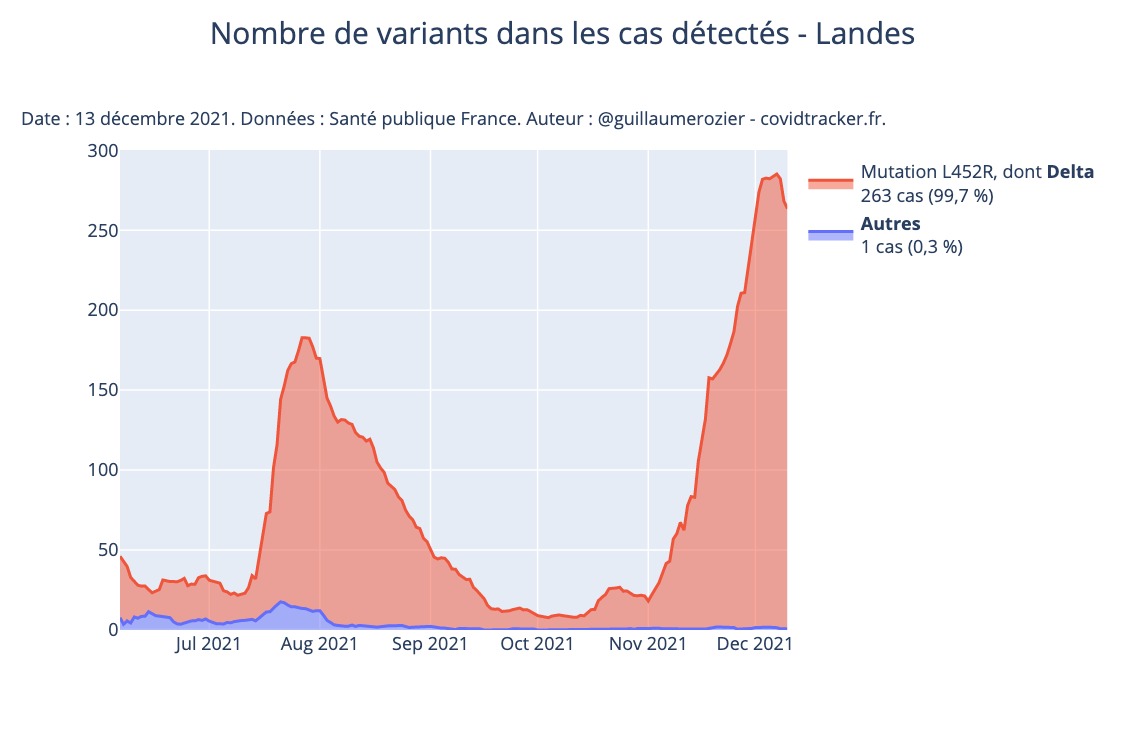 Nombre de variants dans les cas détectés - Landes
Date : 13 décembre 2021. Données : Santé publique France. Auteur : @guillaumerozier - covidtracker.fr.
300
250
200
150
100
50
0
Jul 2021 Aug 2021 Sep 2021 Oct 2021 Nov 2021 Dec 2021
Mutation L452R, dont Delta
263 cas (99,7 %)
Autres
1 cas (0,3 %)